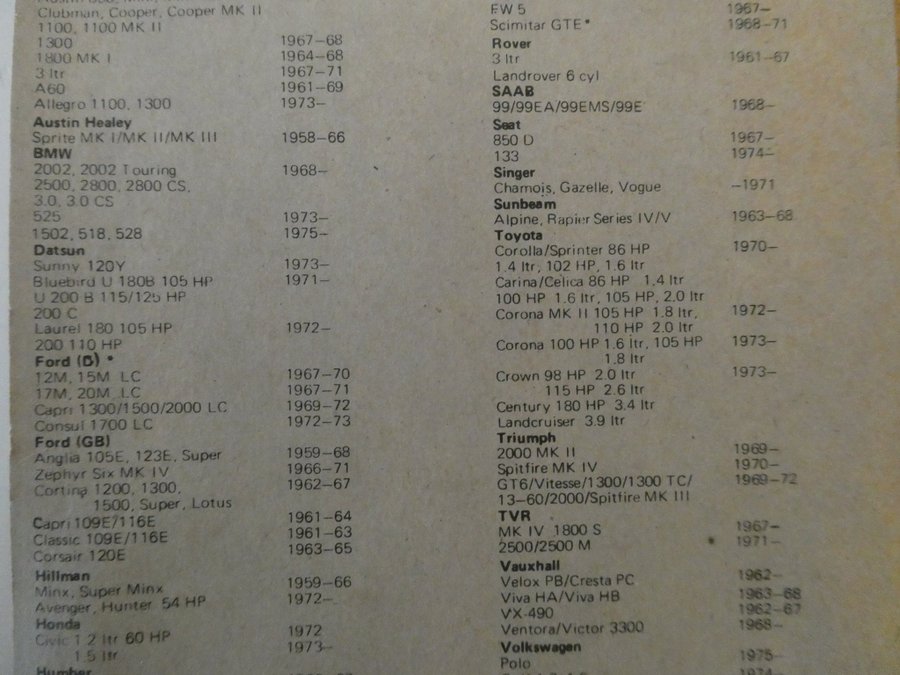 Clubman, Cooper, Cooper MK II
1100, 1100 MK II
1300 1967–68
1800 MK I 1964–68
3 ltr 1967–71
A60 1961–69
Allegro 1100, 1300 1973–
Austin Healey
Sprite MK I/MK II/MK III 1958–66
BMW
2002, 2002 Touring 1968–
2500, 2800, 2800 CS,
3.0, 3.0 CS
525 1973–
1502, 518, 528 1975–
Datsun
Sunny 120Y 1973–
Bluebird U 180B 105 HP 1971–
U 200 B 115/125 HP
200 C
Laurel 180 105 HP 1972–
200 110 HP
Ford (D) *
12M, 15M LC 1967–70
17M, 20M LC 1967–71
Capri 1300/1500/2000 LC 1969–72
Consul 1700 LC 1972–73
Ford (GB)
Anglia 105E, 123E, Super 1959–68
Zephyr Six MK IV 1966–71
Cortina 1200, 1300, 1962–67
1500, Super, Lotus
Capri 109E/116E 1961–64
Classic 109E/116E 1961–63
Corsair 120E 1963–65
Hillman
Minx, Super Minx 1959–66
Avenger, Hunter 54 HP 1972–
Honda
Civic 1.2 ltr 60 HP 1972
1.5 ltr 1973–
Humber
FW 5 1967–
Scimitar GTE* 1968–71
Rover
3 ltr 1961–67
Landrover 6 cyl
SAAB
99/99EA/99EMS/99E 1968–
Seat
850 D 1967–
133 1974–
Singer
Chamois, Gazelle, Vogue –1971
Sunbeam
Alpine, Rapier Series IV/V 1963–68
Toyota
Corolla/Sprinter 86 HP 1970–
1.4 ltr, 102 HP, 1.6 ltr
Carina/Celica 86 HP 1.4 ltr
100 HP 1.6 ltr, 105 HP, 2.0 ltr
Corona MK II 105 HP 1.8 ltr, 1972–
110 HP 2.0 ltr
Corona 100 HP 1.6 ltr, 105 HP 1973–
1.8 ltr
Crown 98 HP 2.0 ltr 1973–
115 HP 2.6 ltr
Century 180 HP 3.4 ltr
Landcruiser 3.9 ltr
Triumph
2000 MK II 1969–
Spitfire MK IV 1970–
GT6/Vitesse/1300/1300 TC/ 1969–72
13–60/2000/Spitfire MK III
TVR
MK IV 1800 S 1967–
2500/2500 M 1971–
Vauxhall
Velox PB/Cresta PC 1962–
Viva HA/Viva HB 1963–68
VX-490 1962–67
Ventora/Victor 3300 1968–
Volkswagen
Polo 1975–
1974–